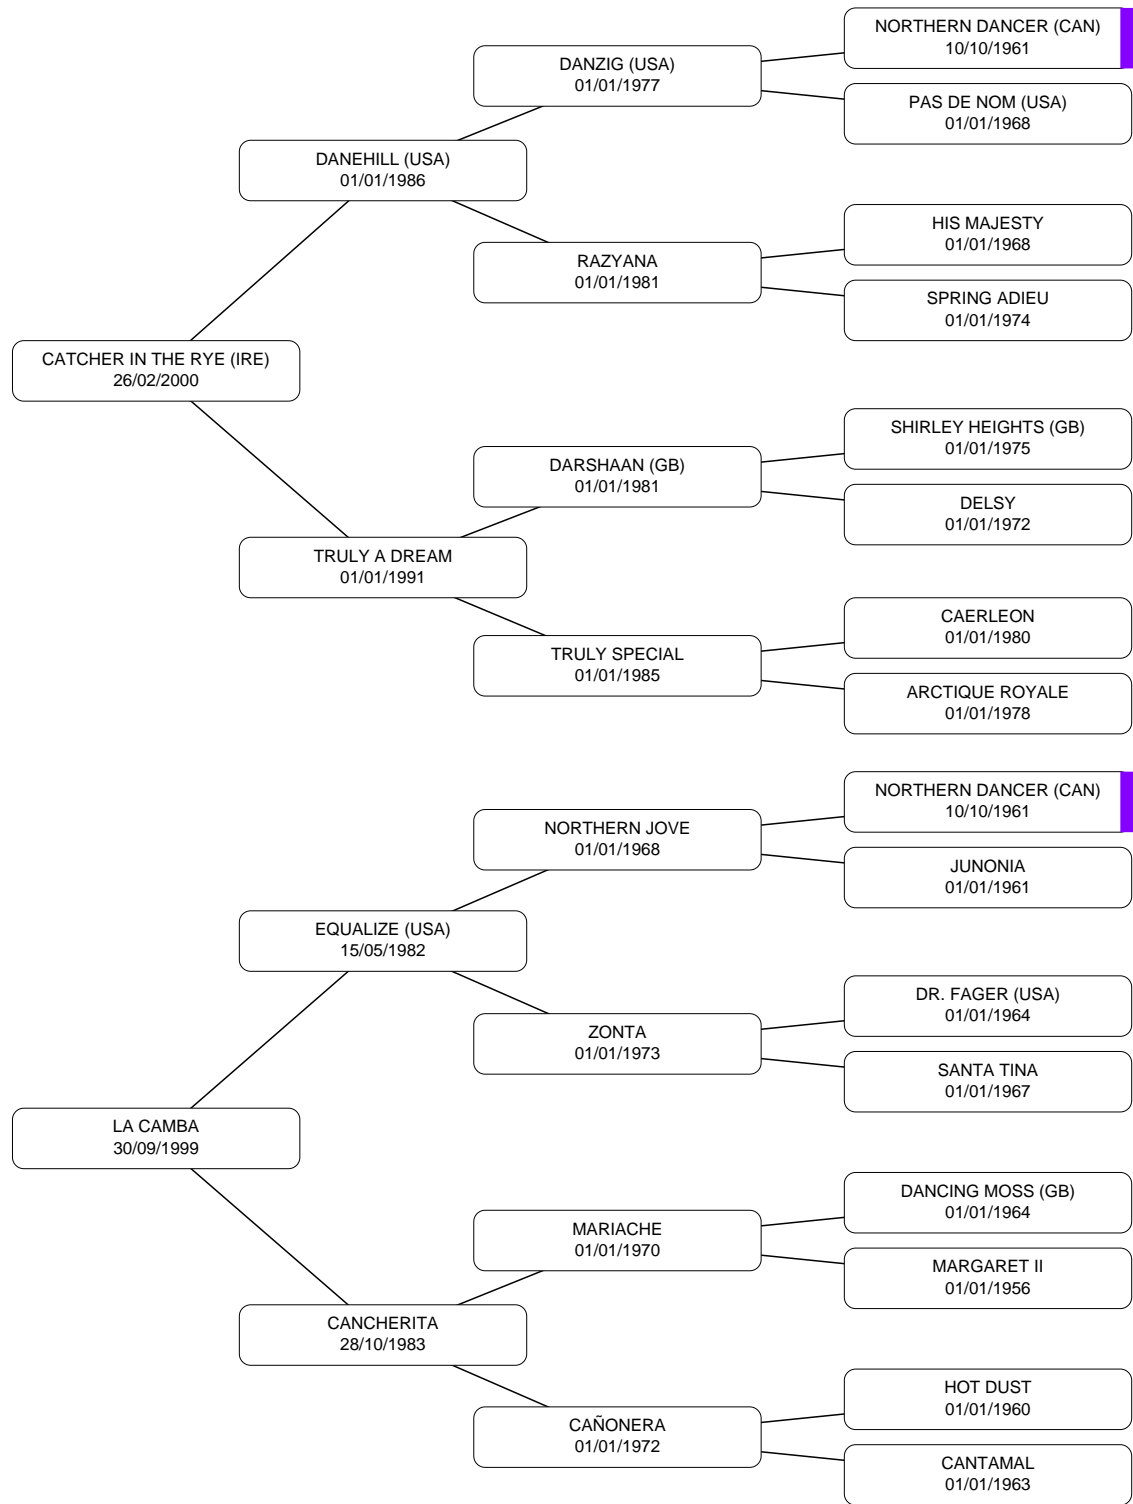 NORTHERN DANCER (CAN)
10/10/1961
DANZIG (USA)
01/01/1977
PAS DE NOM (USA)
01/01/1968
DANEHILL (USA)
01/01/1986
HIS MAJESTY
01/01/1968
RAZYANA
01/01/1981
SPRING ADIEU
01/01/1974
CATCHER IN THE RYE (IRE)
26/02/2000
SHIRLEY HEIGHTS (GB)
01/01/1975
DARSHAAN (GB)
01/01/1981
DELSY
01/01/1972
TRULY A DREAM
01/01/1991
CAERLEON
01/01/1980
TRULY SPECIAL
01/01/1985
ARCTIQUE ROYALE
01/01/1978
NORTHERN DANCER (CAN)
10/10/1961
NORTHERN JOVE
01/01/1968
JUNONIA
01/01/1961
EQUALIZE (USA)
15/05/1982
DR. FAGER (USA)
01/01/1964
ZONTA
01/01/1973
SANTA TINA
01/01/1967
LA CAMBA
30/09/1999
DANCING MOSS (GB)
01/01/1964
MARIACHE
01/01/1970
MARGARET II
01/01/1956
CANCHERITA
28/10/1983
HOT DUST
01/01/1960
CAÑONERA
01/01/1972
CANTAMAL
01/01/1963